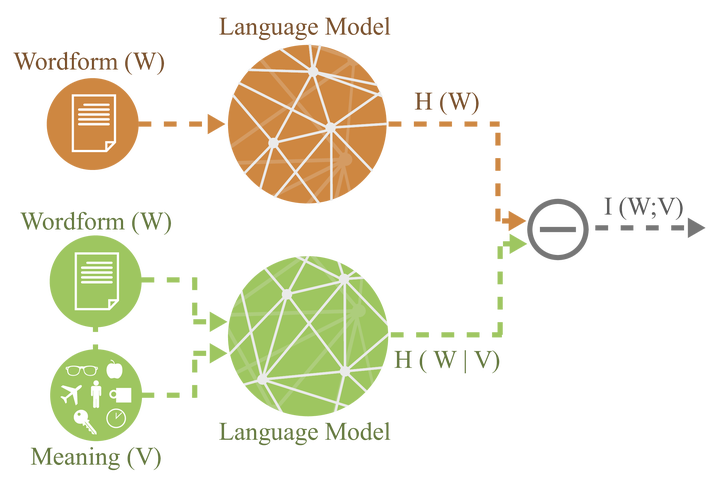 Language Model
Wordform (W)
H (W)
I (W;V)
Wordform (W)
H ( W | V)
Language Model
Meaning (V)